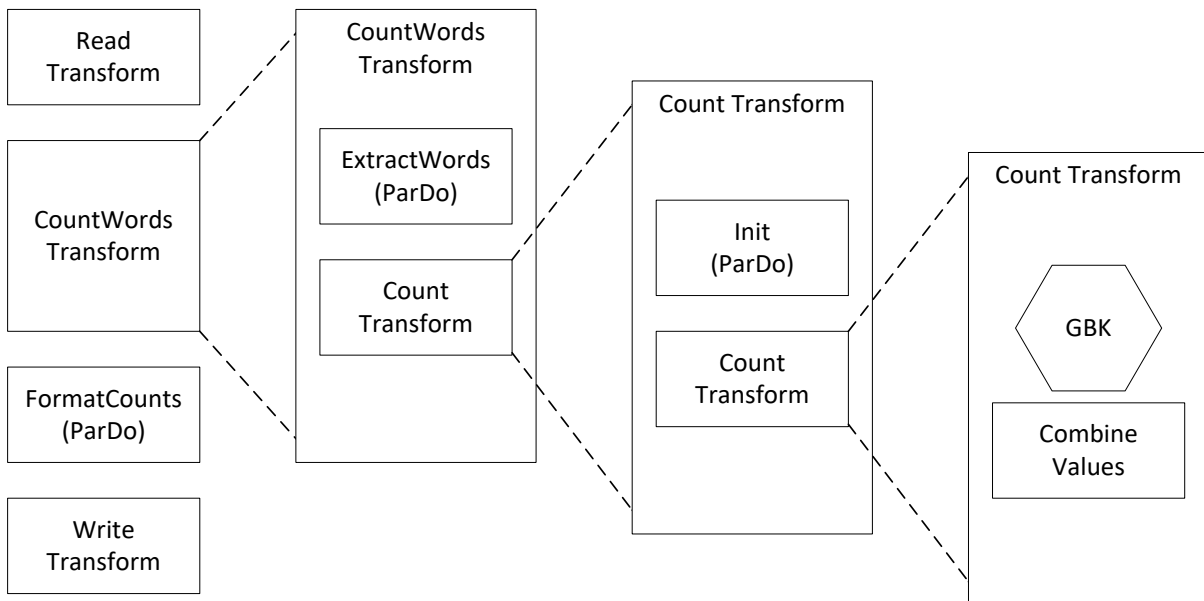 Read
Transform
CountWords
Transform
FormatCounts
(ParDo)
Write
Transform
CountWords
Transform
ExtractWords
(ParDo)
Count
Transform
Count Transform
Init
(ParDo)
Count
Transform
Count Transform
GBK
Combine
Values